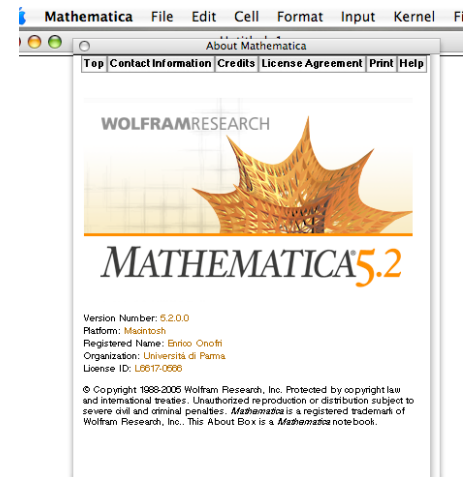 Mathematica File Edit Cell Format Input Kernel
About Mathematica
Top Contact Information Credits License Agreement Print Help
WOLFRAMRESEARCH
MATHEMATICA® 5.2
Version Number: 5.2.0.0
Platform: Macintosh
Registered Name: Enrico Onofri
Organization: Università di Parma
License ID: L6617-0566
© Copyright 1988-2005 Wolfram Research, Inc. Protected by copyright law
and international treaties. Unauthorized reproduction or distribution subject to
severe civil and criminal penalties. Mathematica is a registered trademark of
Wolfram Research, Inc.. This About Box is a Mathematica notebook.